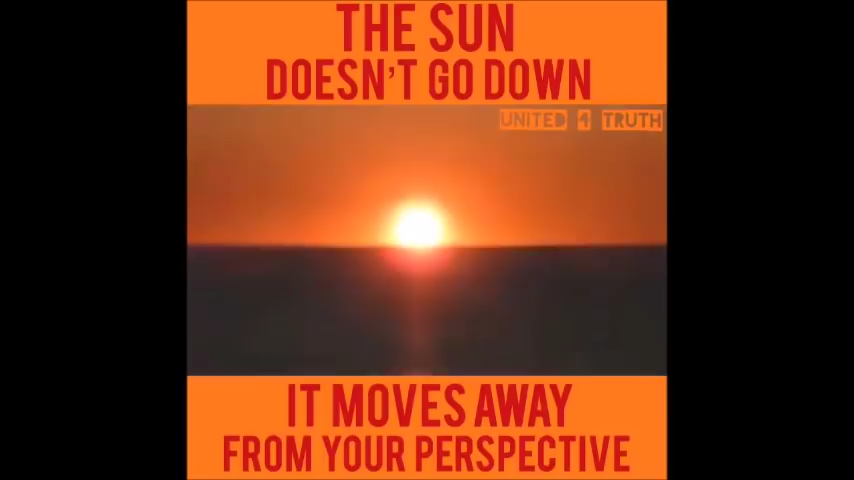 THE SUN
DOESN'T GO DOWN
UNITED 4 TRUTH
IT MOVES AWAY
FROM YOUR PERSPECTIVE